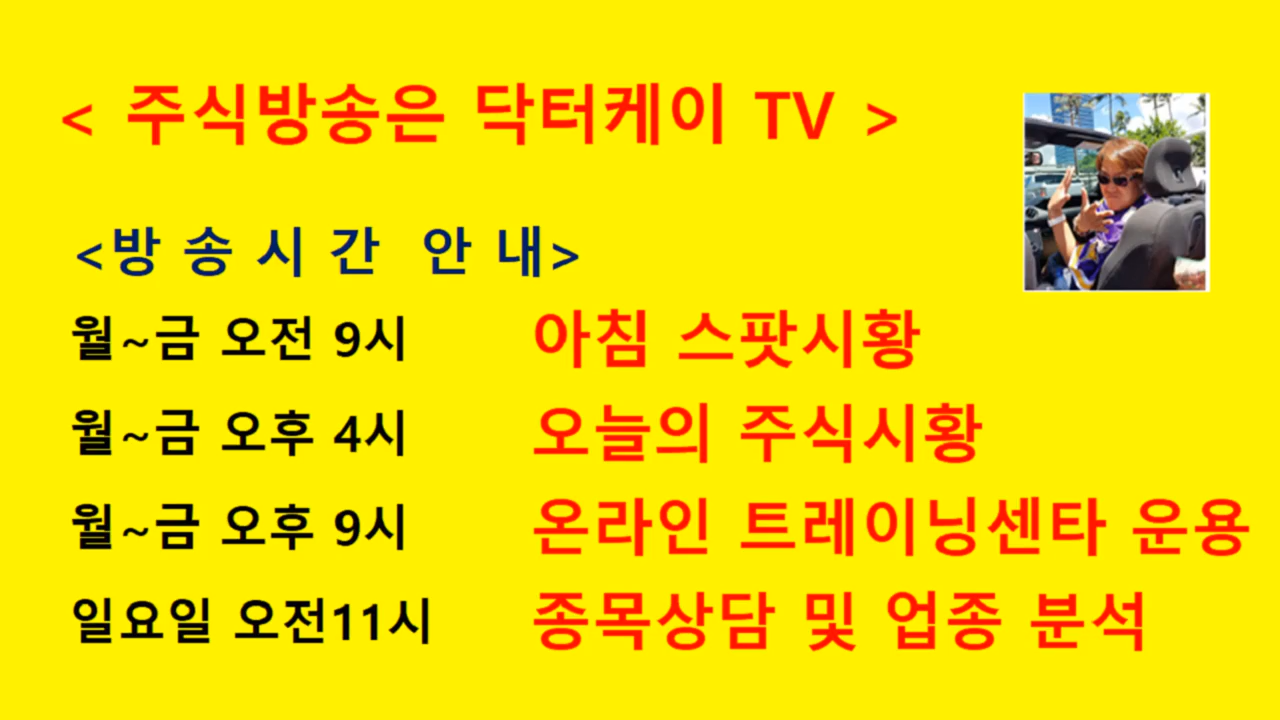 < 주식방송은 닥터케이 TV >
<방 송 시 간  안 내>
월~금 오전 9시 아침 스팟시황
월~금 오후 4시 오늘의 주식시황
월~금 오후 9시 온라인 트레이닝센타 운용
일요일 오전11시 종목상담 및 업종 분석